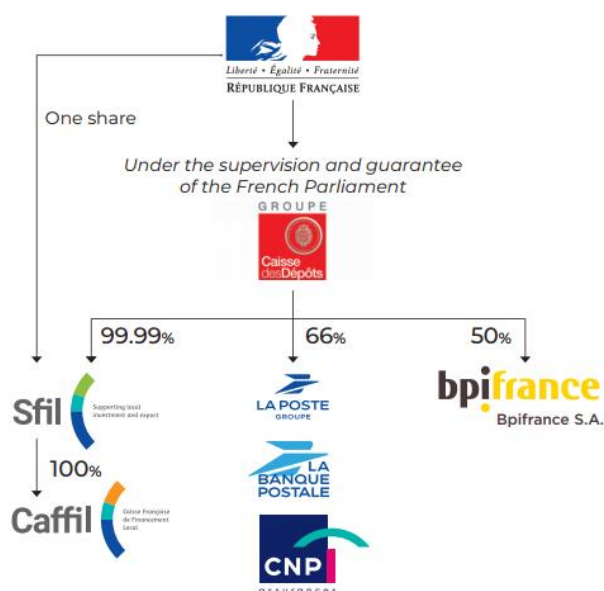 Liberté • Égalité • Fraternité
RÉPUBLIQUE FRANÇAISE
One share
Under the supervision and guarantee
of the French Parliament
GROUPE
Caisse
desDépôts
99.99%
66%
50%
Sfil
Supporting local
investment and export
LA POSTE
GROUPE
bpifrance
Bpifrance S.A.
100%
LA
BANQUE
POSTALE
Caffil
Caisse Française
de Financement
Local
CNP